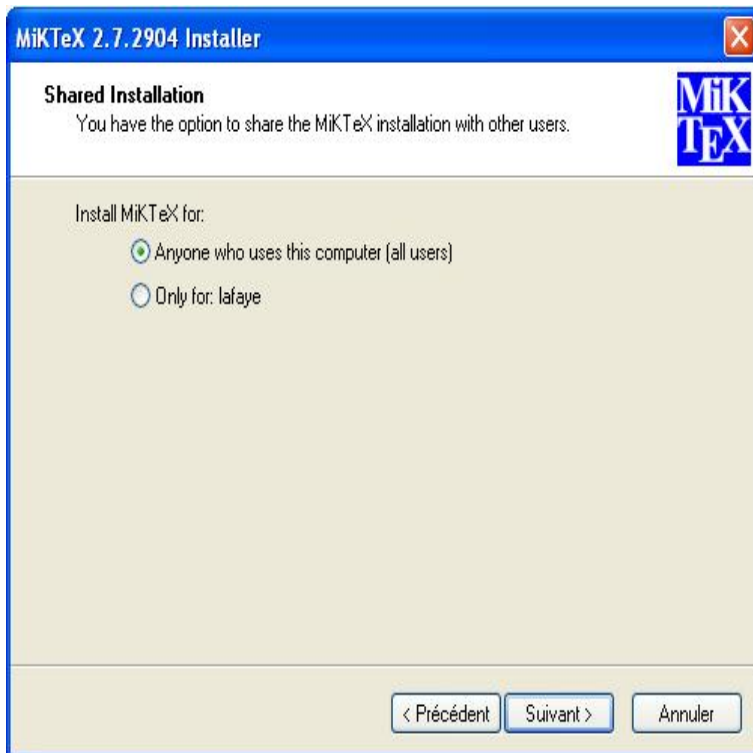 MiKTeX 2.7.2904 Installer
Shared Installation
You have the option to share the MiKTeX installation with other users.
MiK
TEX
Install MiKTeX for:
Anyone who uses this computer (all users)
Only for: lafaye
< Précédent
Suivant >
Annuler